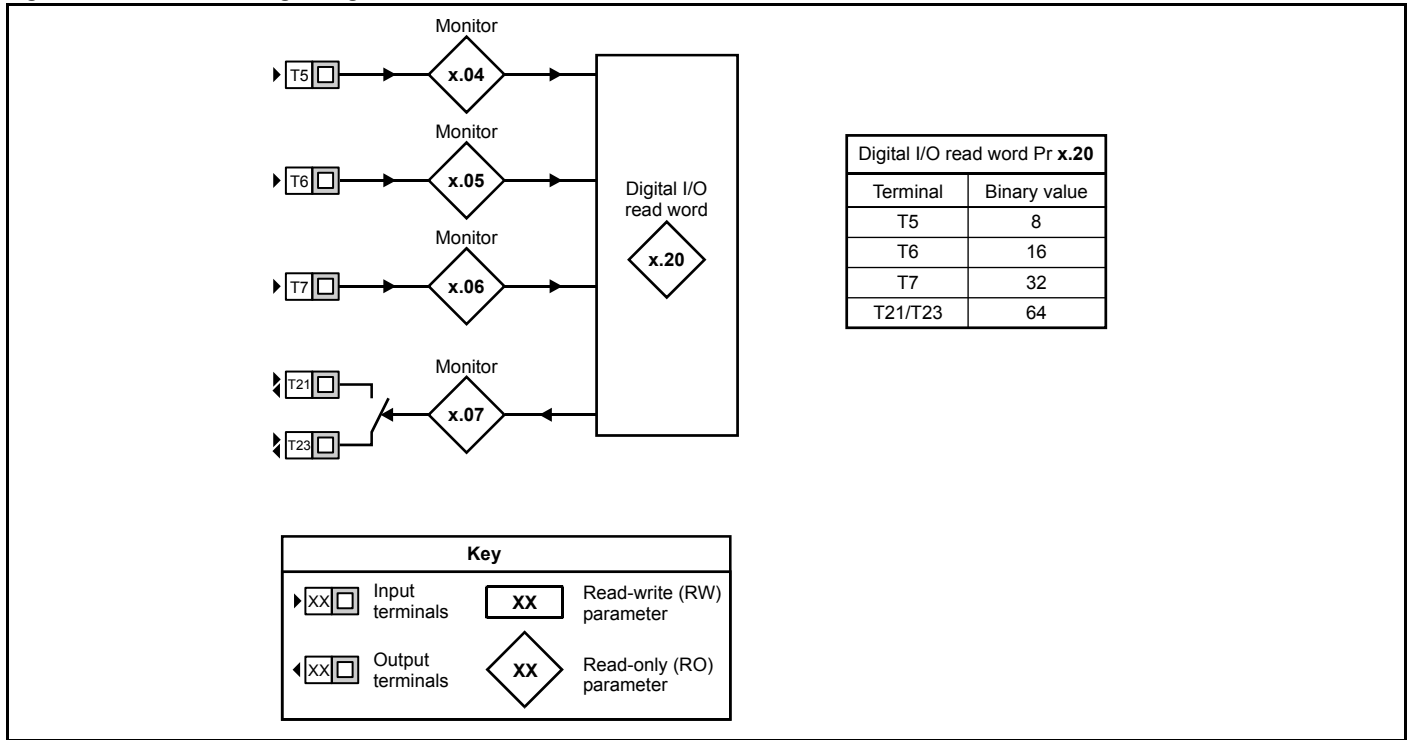 Monitor
T5
x.04
Monitor
T6
x.05
Monitor
T7
x.06
Monitor
T21
T23
x.07
Digital I/O
read word
x.20
Digital I/O read word Pr x.20
Terminal Binary value
T5 8
T6 16
T7 32
T21/T23 64
Key
XX Input
terminals
XX Read-write (RW)
parameter
XX Output
terminals
XX Read-only (RO)
parameter